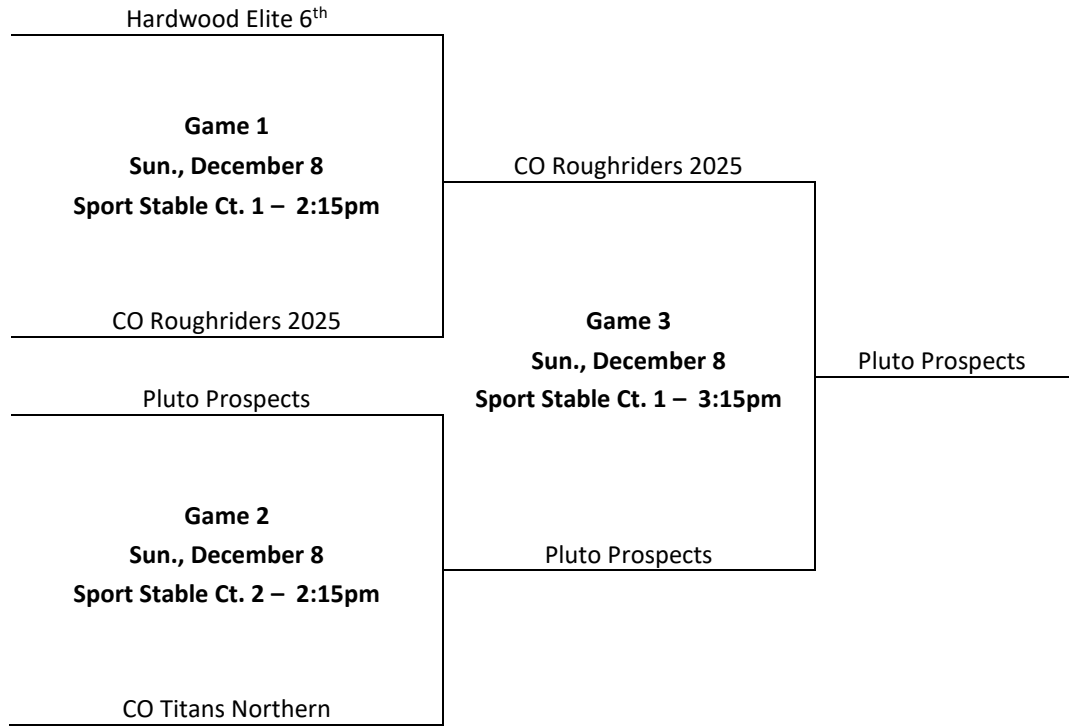 Hardwood Elite 6th
Game 1
Sun., December 8
Sport Stable Ct. 1 – 2:15pm
CO Roughriders 2025
CO Roughriders 2025
Pluto Prospects
Game 2
Sun., December 8
Sport Stable Ct. 2 – 2:15pm
CO Titans Northern
Game 3
Sun., December 8
Sport Stable Ct. 1 – 3:15pm
Pluto Prospects
Pluto Prospects